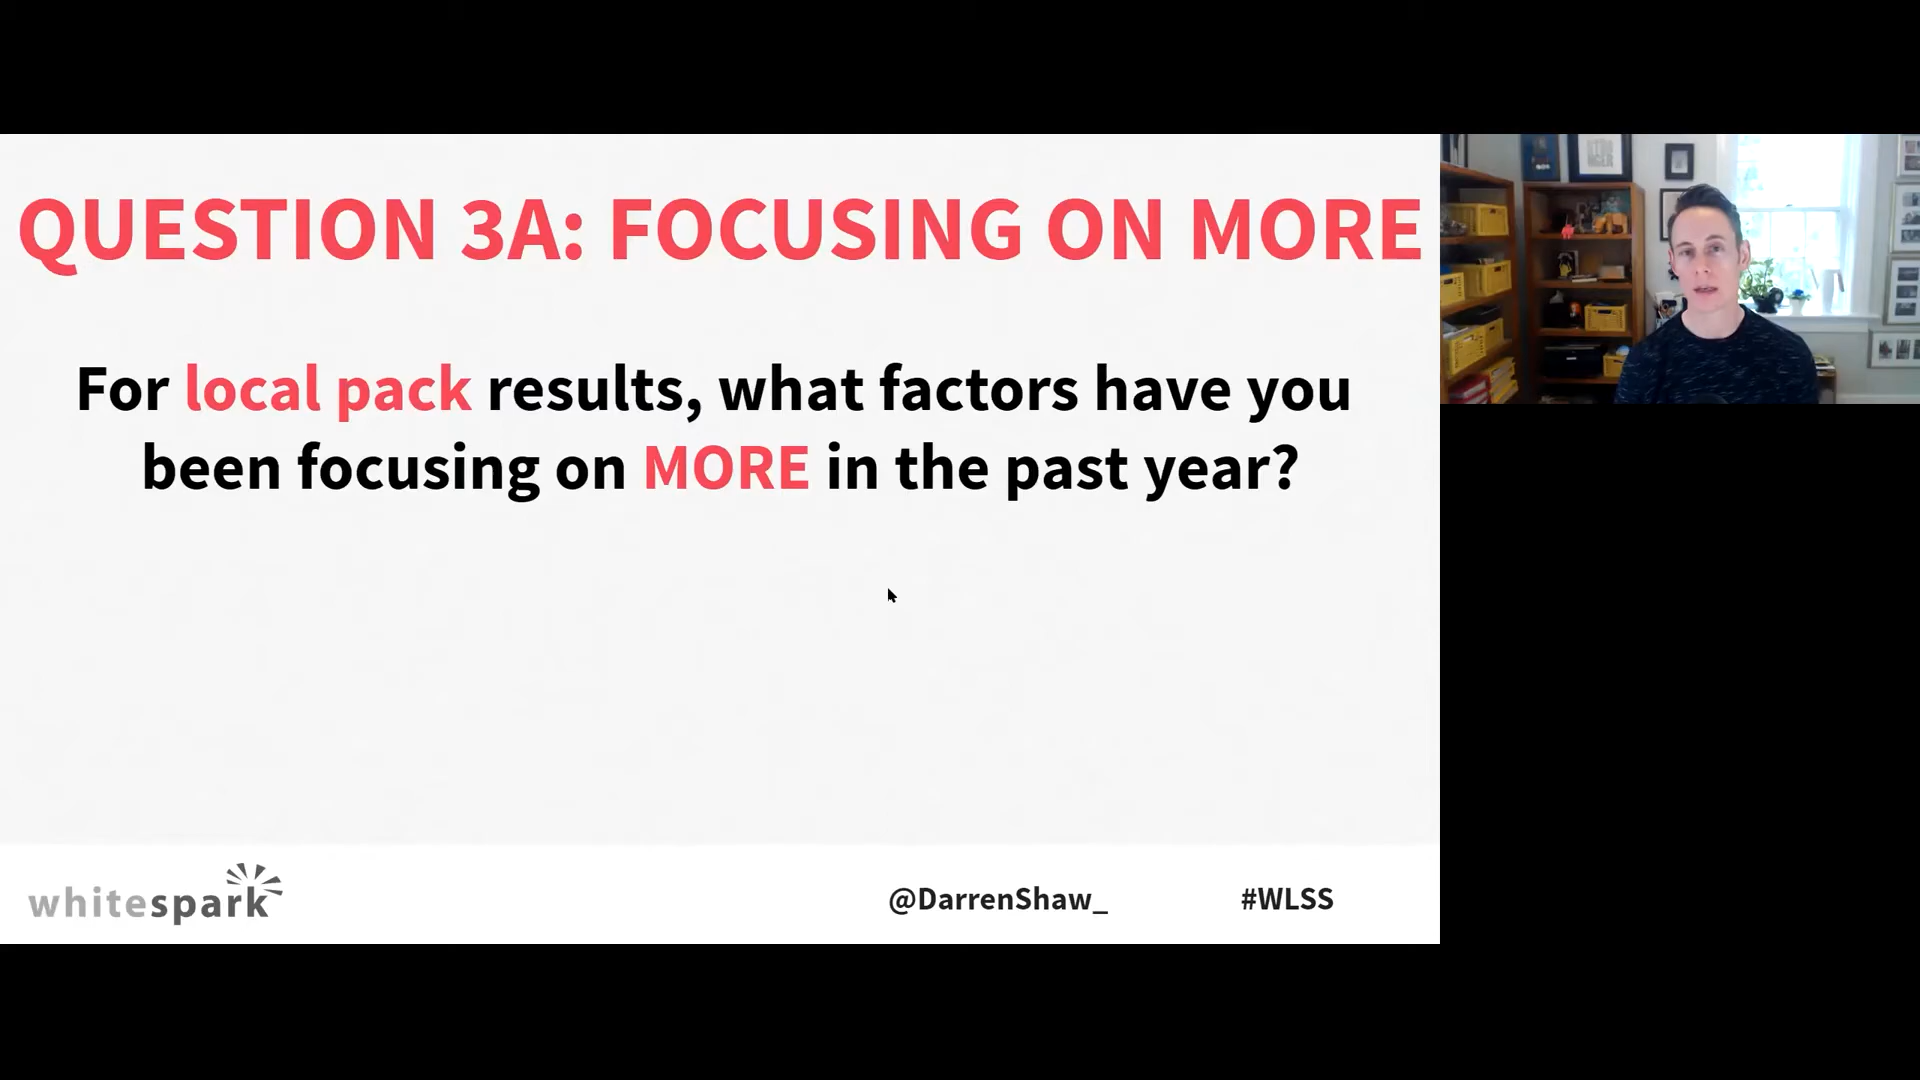 QUESTION 3A: FOCUSING ON MORE
For local pack results, what factors have you
been focusing on MORE in the past year?
whitespark
@DarrenShaw_
#WLSS